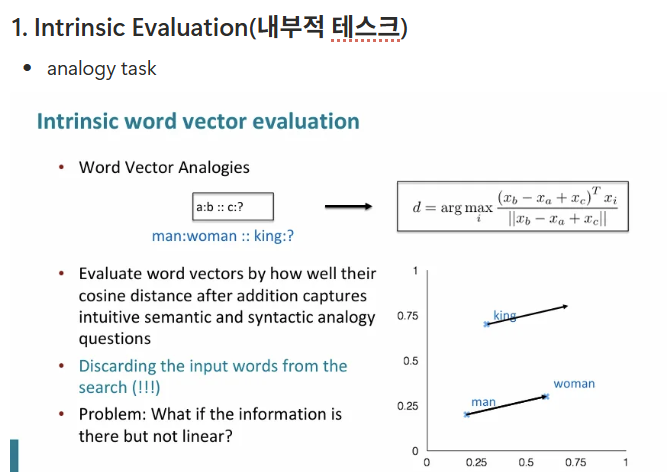 1. Intrinsic Evaluation(내부적 테스크)
• analogy task
Intrinsic word vector evaluation
• Word Vector Analogies
a:b :: c:?
d = arg max_i (x_b − x_a + x_c)^T x_i / ||x_b − x_a + x_c||
man:woman :: king:?
• Evaluate word vectors by how well their
cosine distance after addition captures
intuitive semantic and syntactic analogy
questions
• Discarding the input words from the
search (!!!)
• Problem: What if the information is
there but not linear?
1
0.75
0.5
0.25
0
king
woman
man
0 0.25 0.5 0.75 1